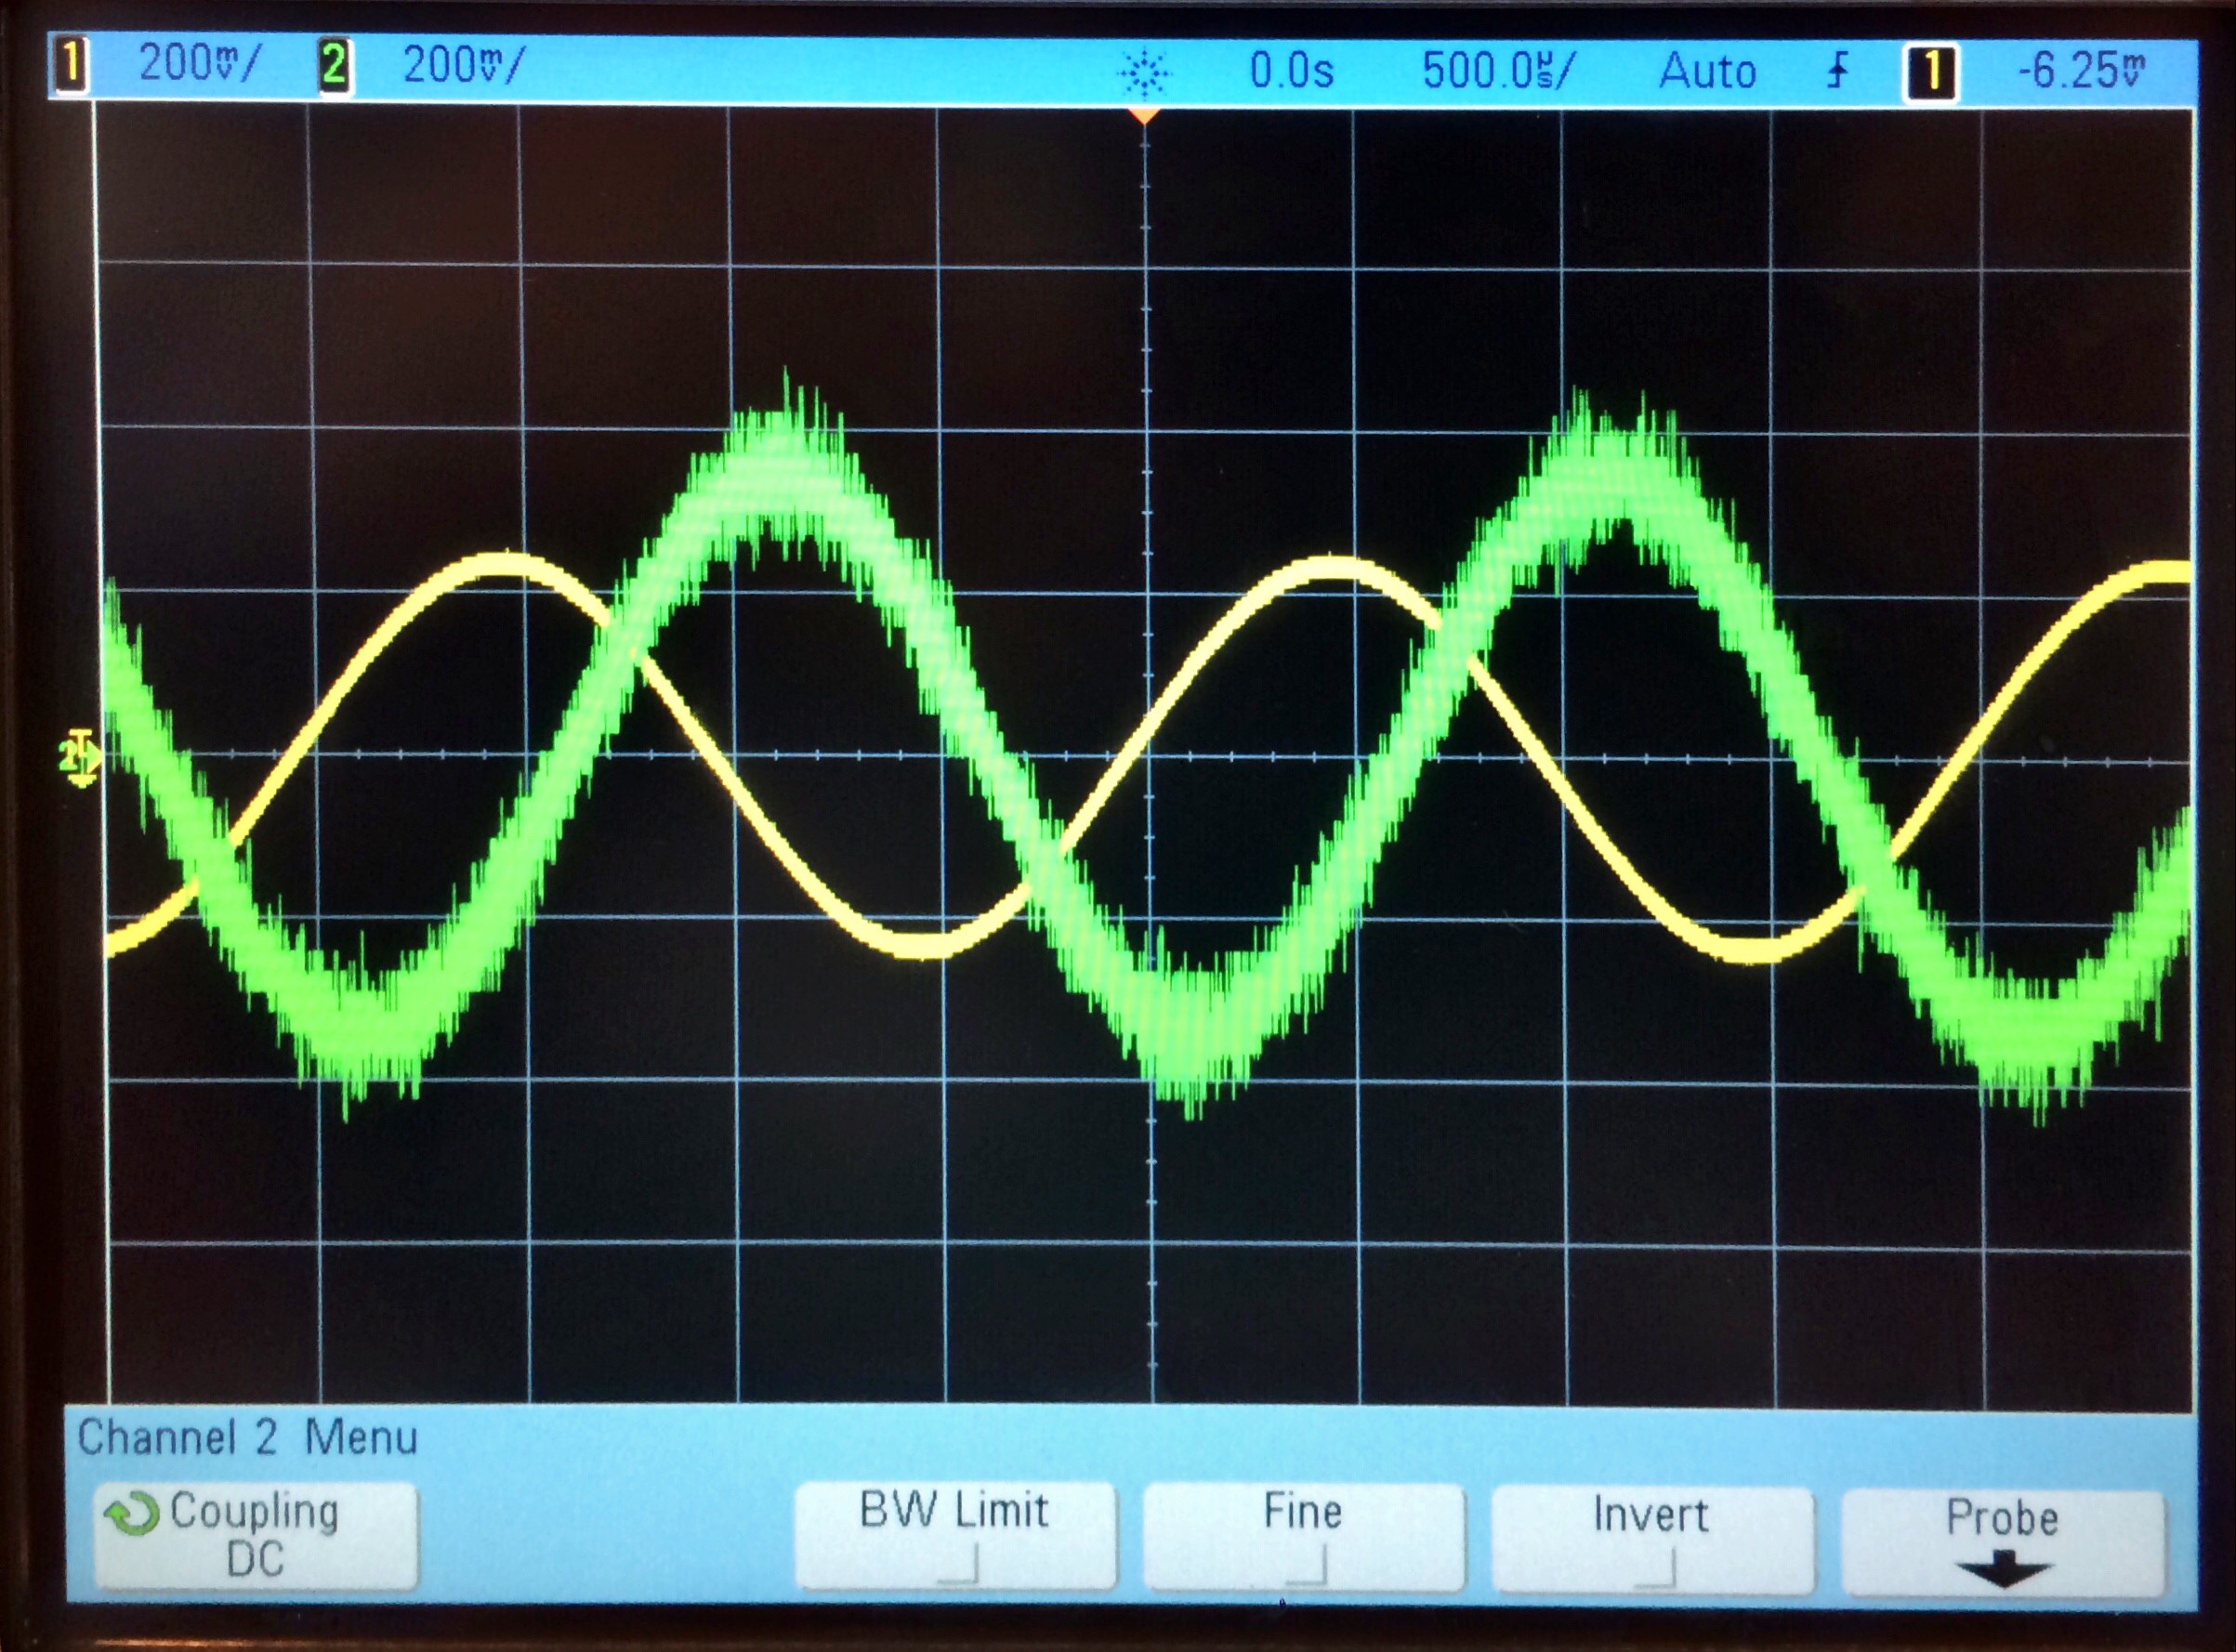 1 200mV/ 2 200mV/ 0.0s 500.0µs/ Auto 1 -6.25mV
2
Channel 2 Menu
Coupling BW Limit Fine Invert Probe
DC